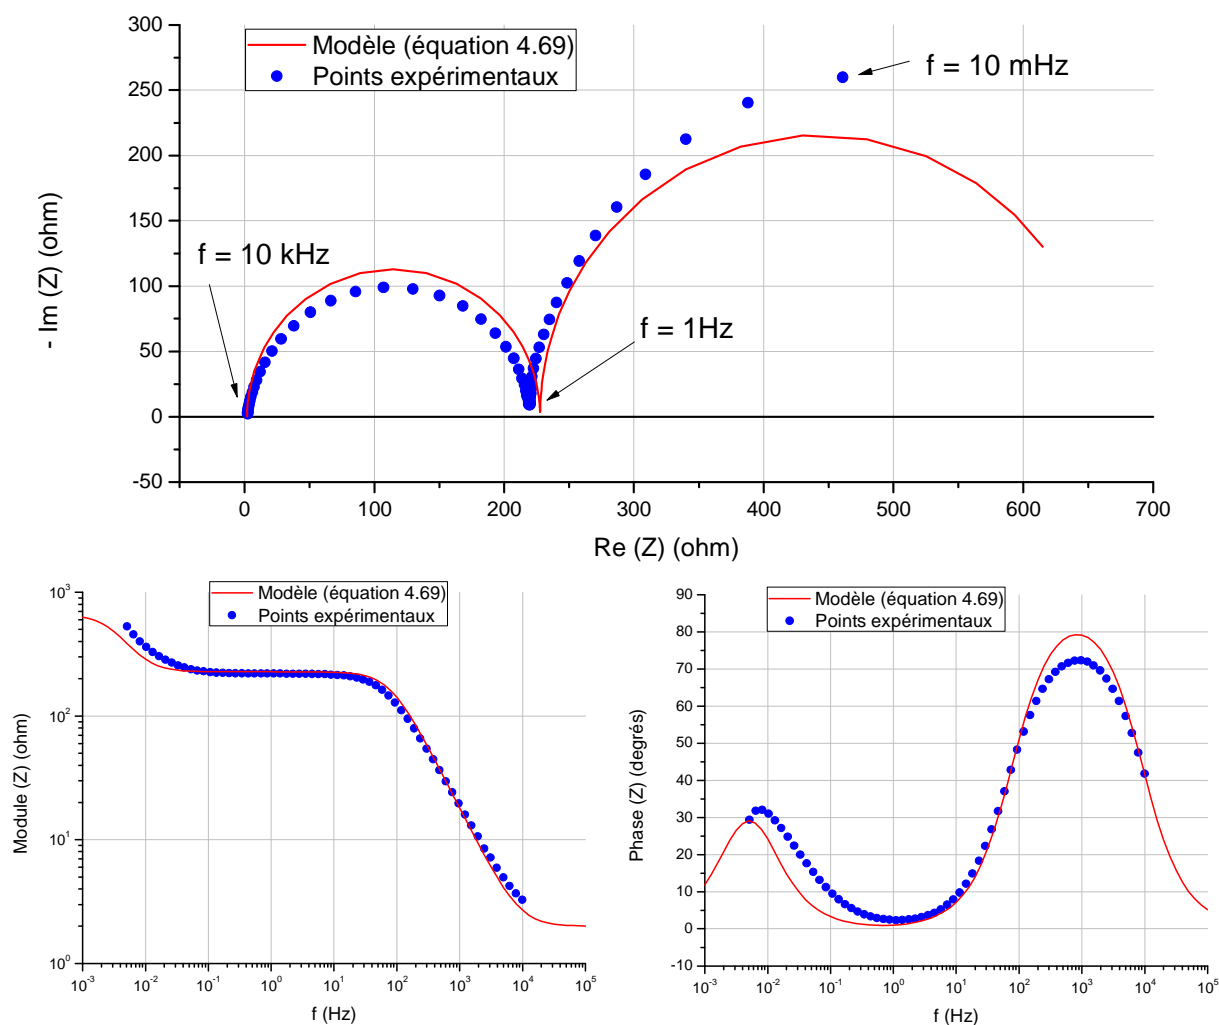 300
250
200
150
100
50
0
-50
- Im (Z) (ohm)
Modèle (équation 4.69)
Points expérimentaux
f = 10 mHz
f = 10 kHz
f = 1Hz
0 100 200 300 400 500 600 700
Re (Z) (ohm)
10³
10²
10¹
10⁰
Module (Z) (ohm)
Modèle (équation 4.69)
Points expérimentaux
10⁻³ 10⁻² 10⁻¹ 10⁰ 10¹ 10² 10³ 10⁴ 10⁵
f (Hz)
90
80
70
60
50
40
30
20
10
0
-10
Phase (Z) (degrés)
Modèle (équation 4.69)
Points expérimentaux
10⁻³ 10⁻² 10⁻¹ 10⁰ 10¹ 10² 10³ 10⁴ 10⁵
f (Hz)